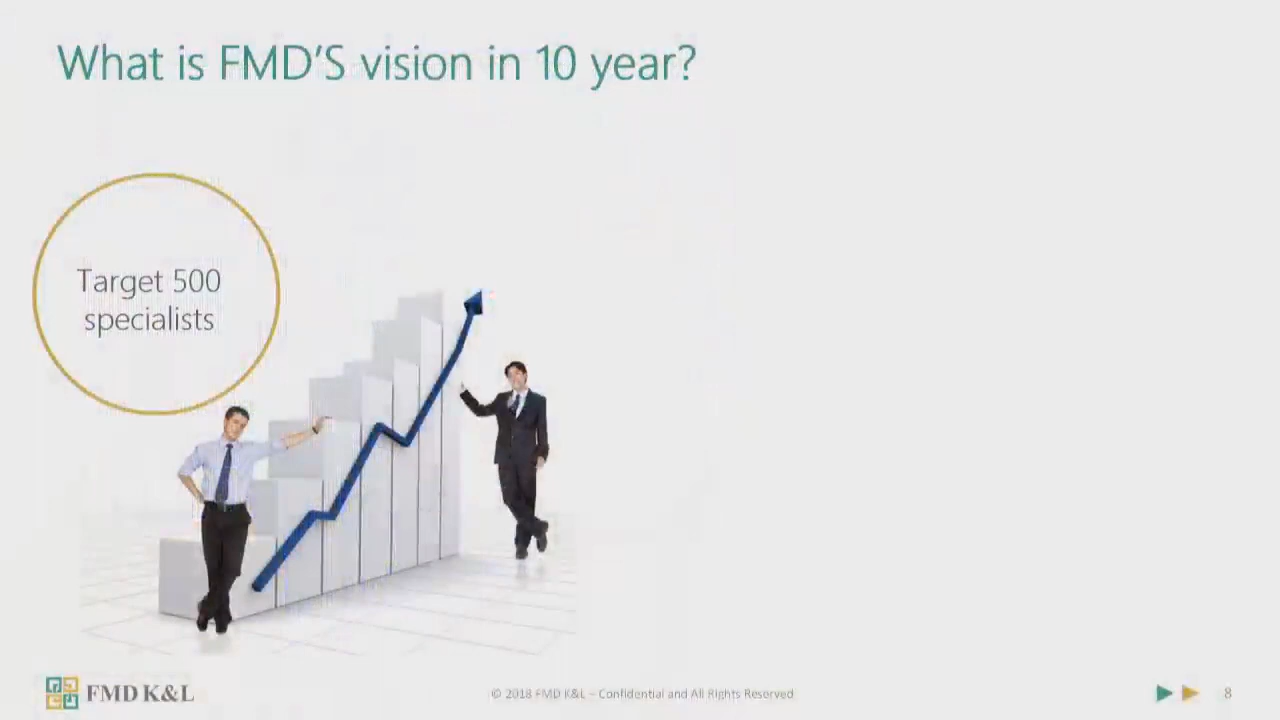 What is FMD'S vision in 10 year?
Target 500
specialists
FMD K&L
© 2018 FMD K&L – Confidential and All Rights Reserved
8